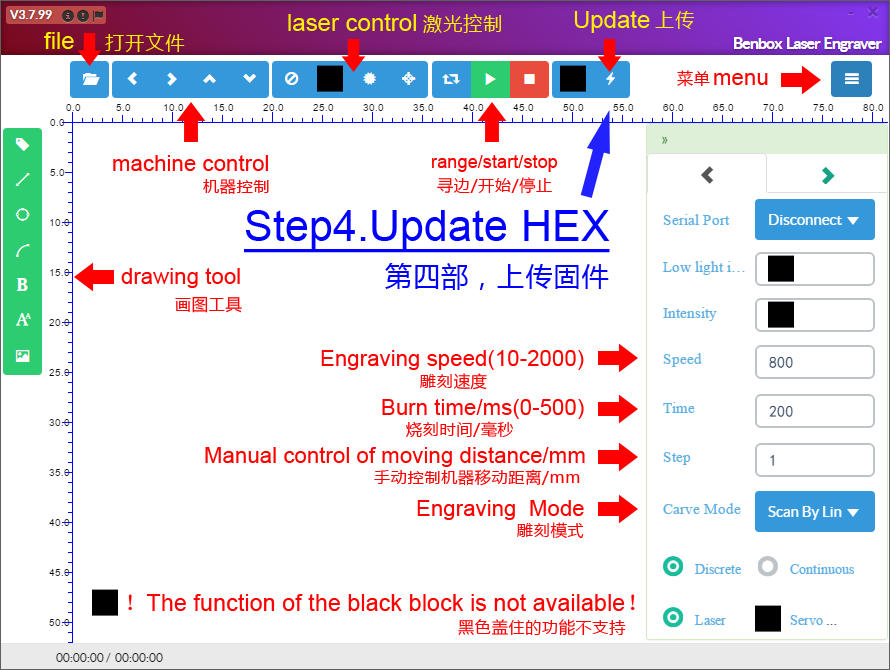 V3.7.99
file 打开文件
laser control 激光控制
Update 上传
Benbox Laser Engraver
菜单 menu
0.0 5.0 10.0 15.0 20.0 25.0 30.0 35.0 40.0 45.0 50.0 55.0 60.0 65.0 70.0 75.0 80.0
0.0
5.0
10.0
15.0
20.0
25.0
30.0
35.0
40.0
45.0
50.0
B
A
machine control
机器控制
range/start/stop
寻边/开始/停止
Step4.Update HEX
第四部，上传固件
drawing tool
画图工具
Engraving speed(10-2000)
雕刻速度
Burn time/ms(0-500)
烧刻时间/毫秒
Manual control of moving distance/mm
手动控制机器移动距离/mm
Engraving Mode
雕刻模式
! The function of the black block is not available!
黑色盖住的功能不支持
»
Serial Port Disconnect
Low light i...
Intensity
Speed 800
Time 200
Step 1
Carve Mode Scan By Lin
Discrete Continuous
Laser Servo ...
00:00:00 / 00:00:00